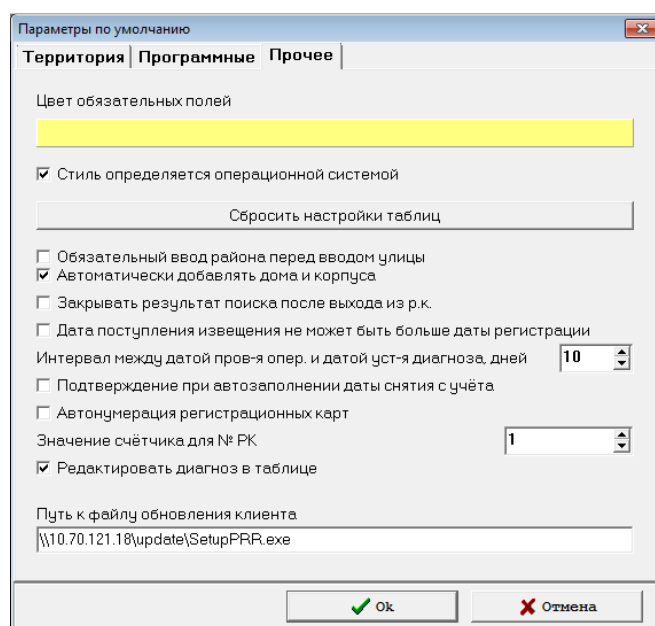 Параметры по умолчанию
Территория Программные Прочее
Цвет обязательных полей
Стиль определяется операционной системой
Сбросить настройки таблиц
Обязательный ввод района перед вводом улицы
Автоматически добавлять дома и корпуса
Закрывать результат поиска после выхода из р.к.
Дата поступления извещения не может быть больше даты регистрации
Интервал между датой пров-я опер. и датой уст-я диагноза, дней 10
Подтверждение при автозаполнении даты снятия с учёта
Автонумерация регистрационных карт
Значение счётчика для № РК 1
Редактировать диагноз в таблице
Путь к файлу обновления клиента
\\10.70.121.18\update\SetupPRR.exe
Ok Отмена